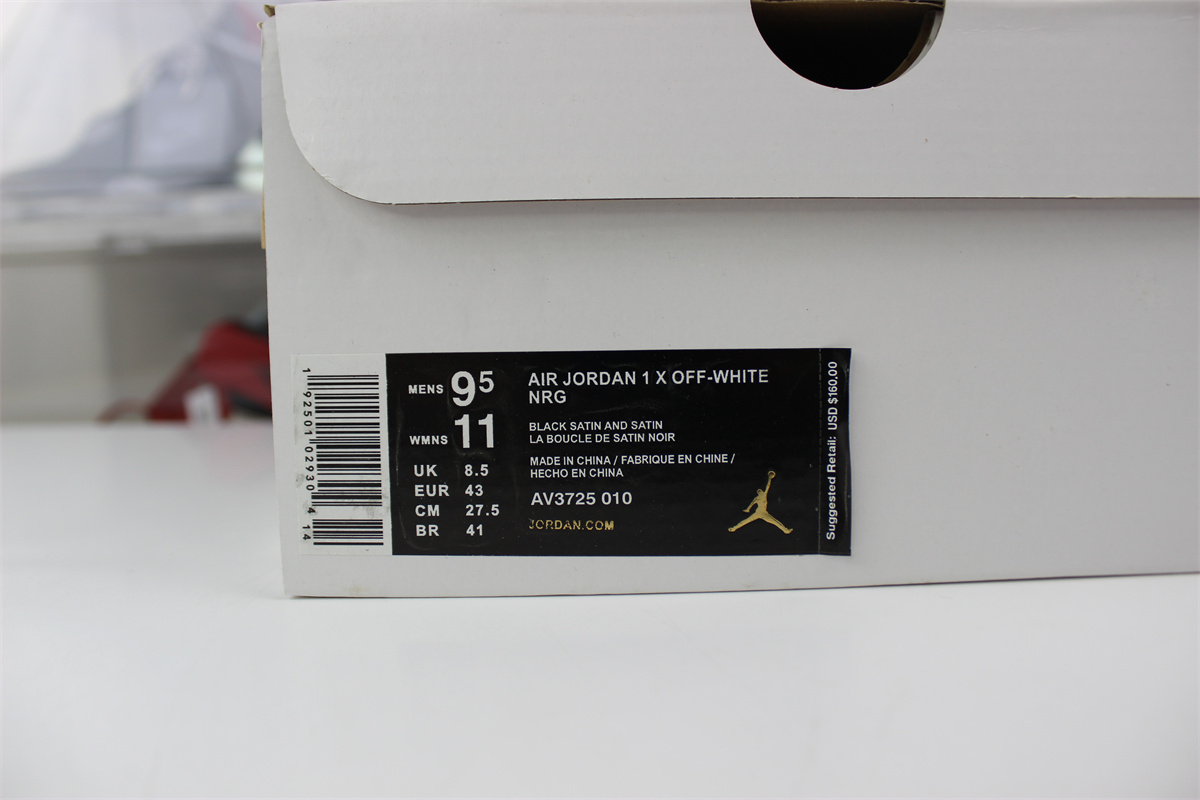 1 92501 02930 4 14
MENS 9⁵
WMNS 11
UK 8.5
EUR 43
CM 27.5
BR 41
AIR JORDAN 1 X OFF-WHITE
NRG
BLACK SATIN AND SATIN
LA BOUCLE DE SATIN NOIR
MADE IN CHINA / FABRIQUE EN CHINE /
HECHO EN CHINA
AV3725 010
JORDAN.COM
Suggested Retail: USD $160.00